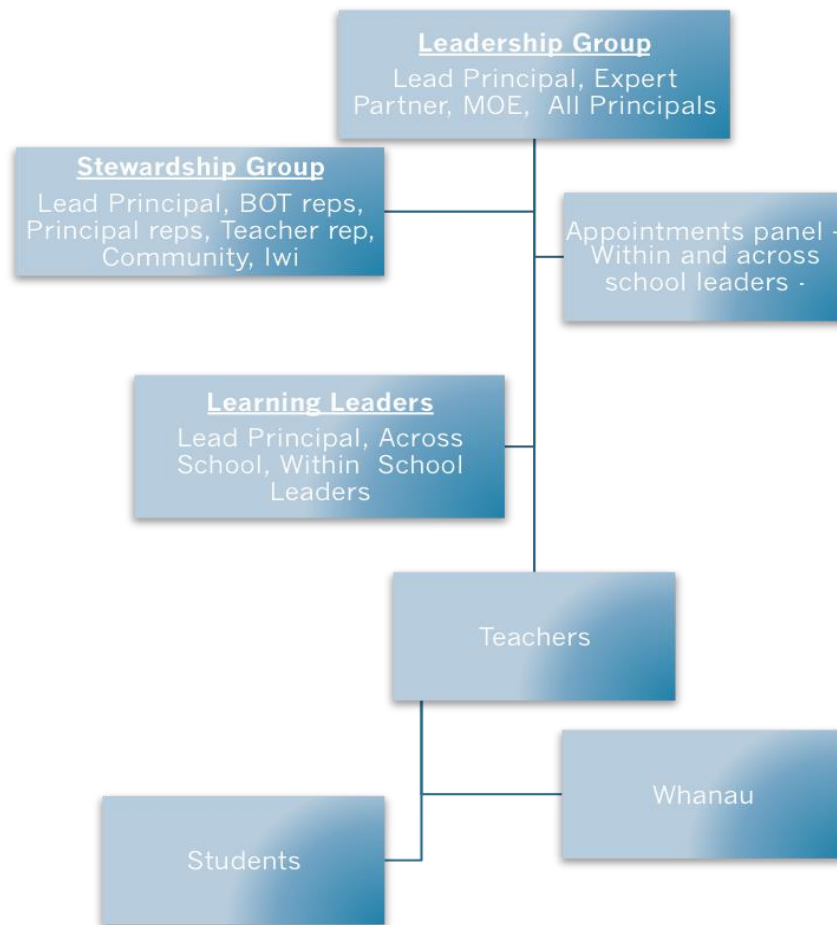 Leadership Group
Lead Principal, Expert
Partner, MOE, All Principals
Stewardship Group
Lead Principal, BOT reps,
Principal reps, Teacher rep,
Community, Iwi
Appointments panel -
Within and across
school leaders -
Learning Leaders
Lead Principal, Across
School, Within School
Leaders
Teachers
Whanau
Students